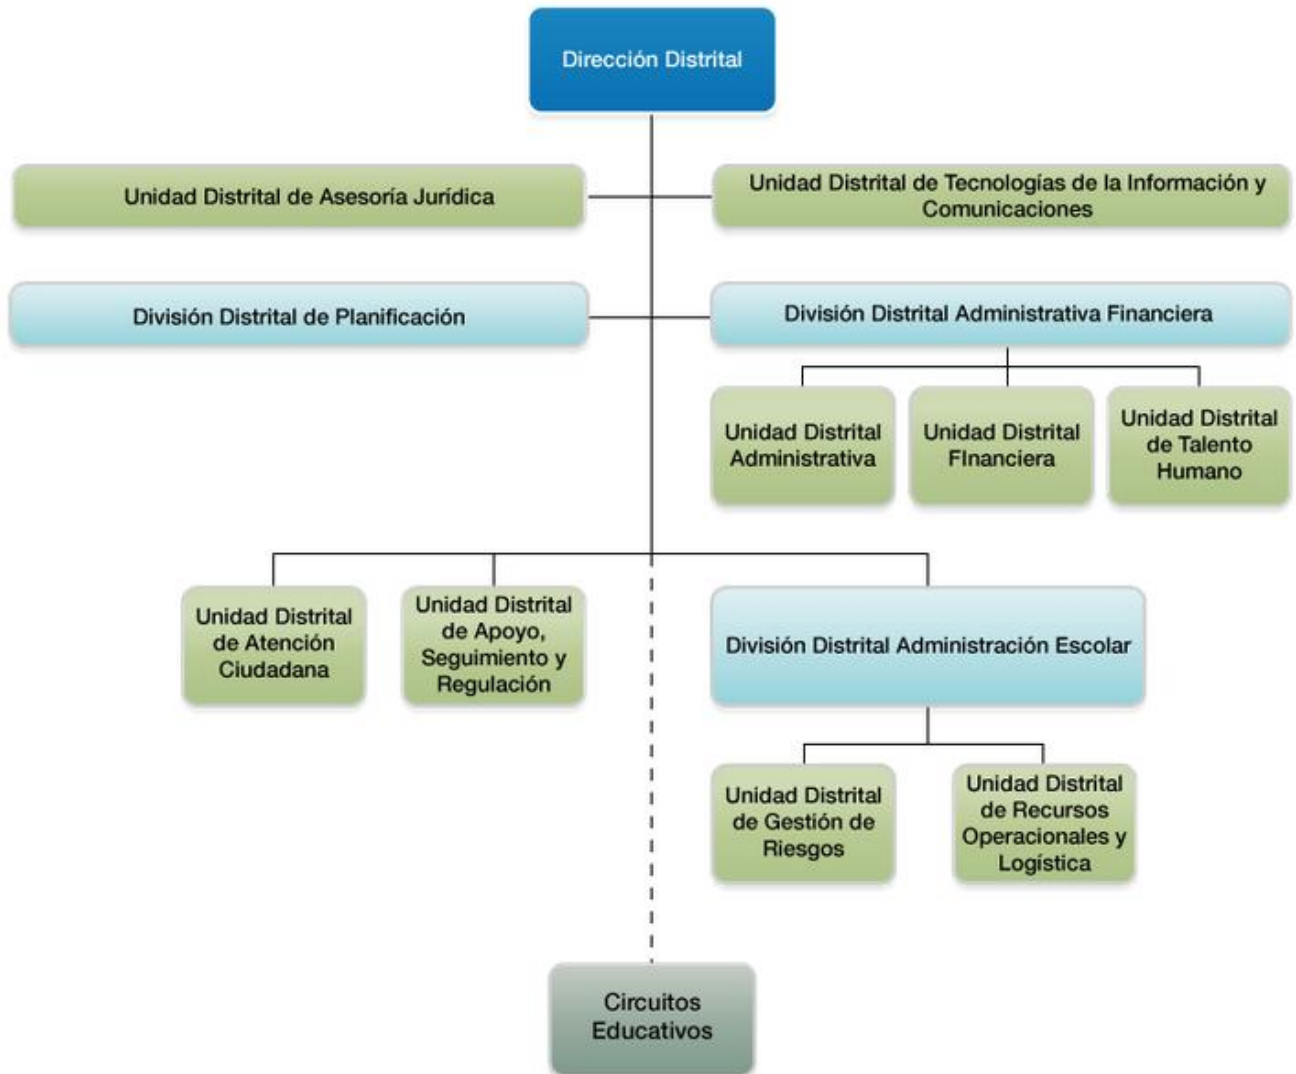 Dirección Distrital
Unidad Distrital de Asesoría Jurídica
Unidad Distrital de Tecnologías de la Información y
Comunicaciones
División Distrital de Planificación
División Distrital Administrativa Financiera
Unidad Distrital
Administrativa
Unidad Distrital
FInanciera
Unidad Distrital
de Talento
Humano
Unidad Distrital
de Atención
Ciudadana
Unidad Distrital
de Apoyo,
Seguimiento y
Regulación
División Distrital Administración Escolar
Unidad Distrital
de Gestión de
Riesgos
Unidad Distrital
de Recursos
Operacionales y
Logística
Circuitos
Educativos